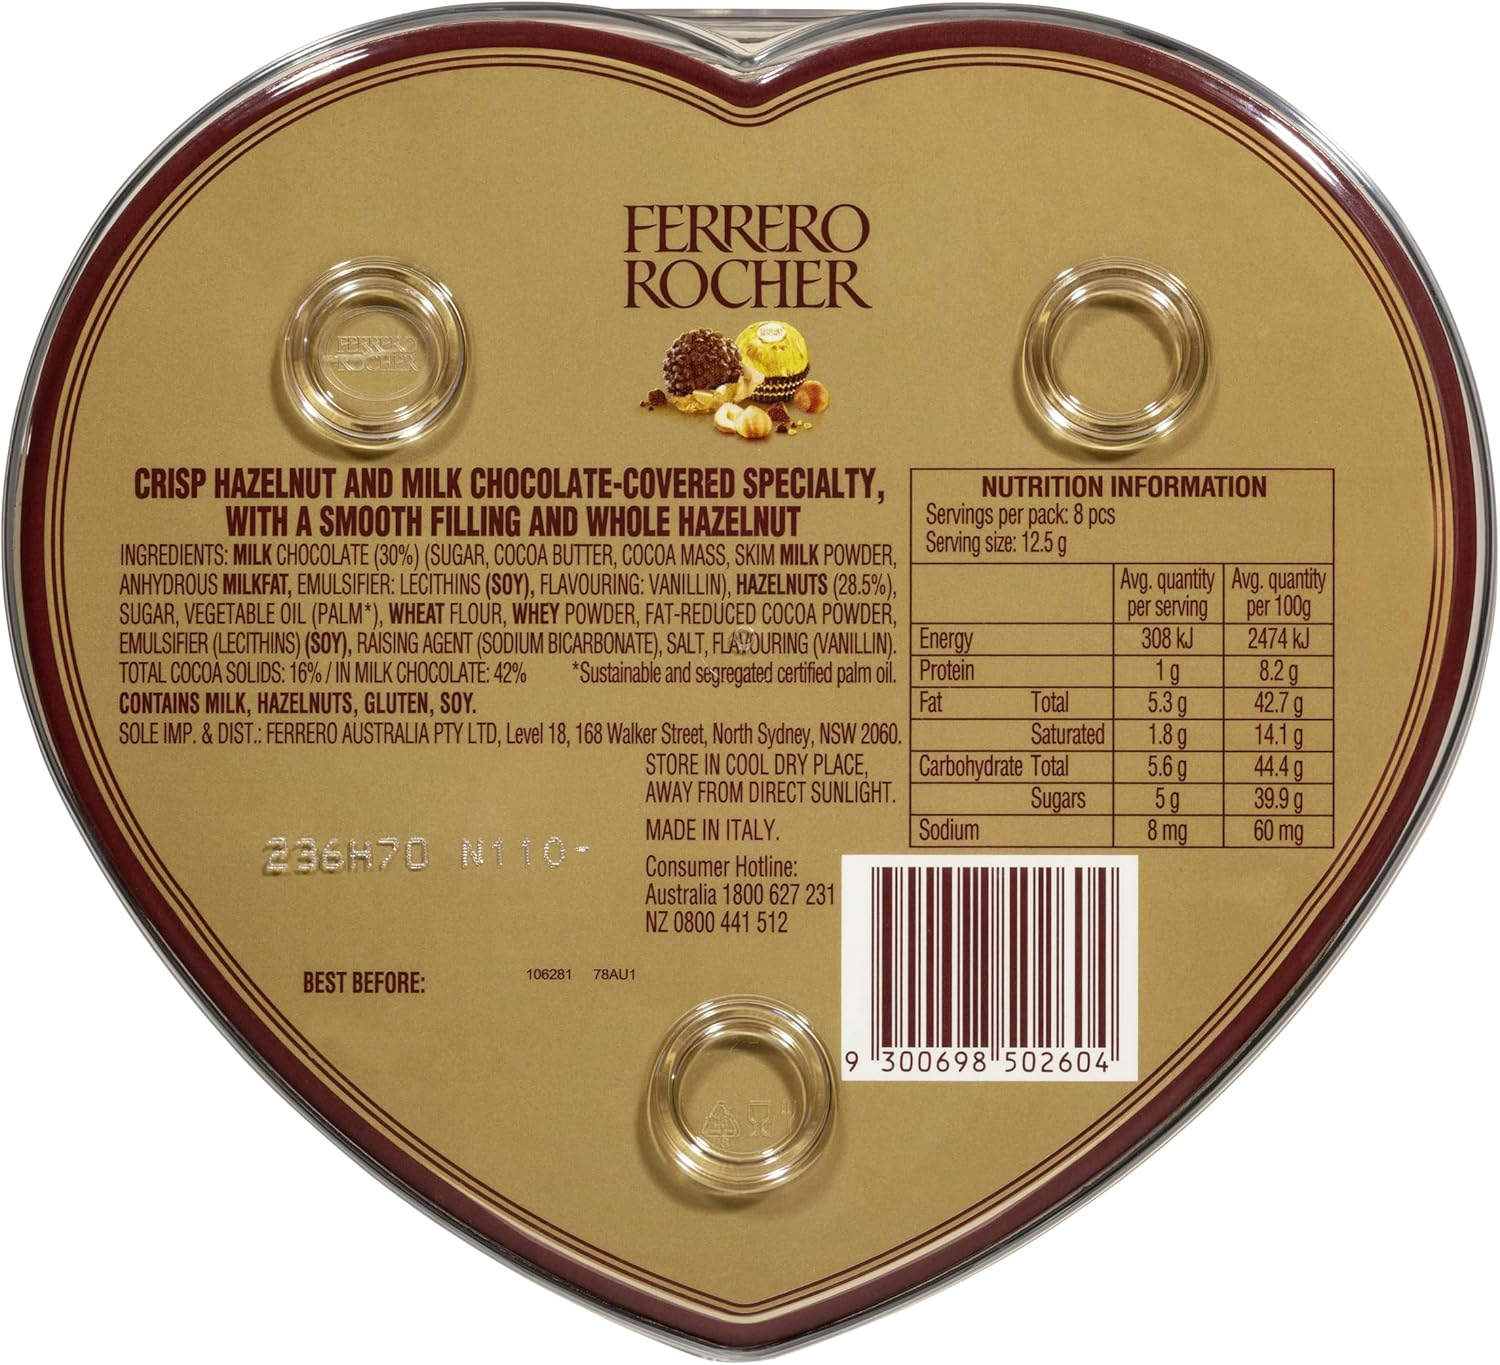 FERRERO
ROCHER
FERRERO
ROCHER
CRISP HAZELNUT AND MILK CHOCOLATE-COVERED SPECIALTY,
WITH A SMOOTH FILLING AND WHOLE HAZELNUT
INGREDIENTS: MILK CHOCOLATE (30%) (SUGAR, COCOA BUTTER, COCOA MASS, SKIM MILK POWDER,
ANHYDROUS MILKFAT, EMULSIFIER: LECITHINS (SOY), FLAVOURING: VANILLIN), HAZELNUTS (28.5%),
SUGAR, VEGETABLE OIL (PALM*), WHEAT FLOUR, WHEY POWDER, FAT-REDUCED COCOA POWDER,
EMULSIFIER (LECITHINS) (SOY), RAISING AGENT (SODIUM BICARBONATE), SALT, FLAVOURING (VANILLIN).
TOTAL COCOA SOLIDS: 16% / IN MILK CHOCOLATE: 42% *Sustainable and segregated certified palm oil.
CONTAINS MILK, HAZELNUTS, GLUTEN, SOY.
SOLE IMP. & DIST.: FERRERO AUSTRALIA PTY LTD, Level 18, 168 Walker Street, North Sydney, NSW 2060.
STORE IN COOL DRY PLACE,
AWAY FROM DIRECT SUNLIGHT.
MADE IN ITALY.
Consumer Hotline:
Australia 1800 627 231
NZ 0800 441 512
236H70 N110-
BEST BEFORE: 106281 78AU1
NUTRITION INFORMATION
Servings per pack: 8 pcs
Serving size: 12.5 g
Avg. quantity per serving Avg. quantity per 100g
Energy 308 kJ 2474 kJ
Protein 1 g 8.2 g
Fat Total 5.3 g 42.7 g
Saturated 1.8 g 14.1 g
Carbohydrate Total 5.6 g 44.4 g
Sugars 5 g 39.9 g
Sodium 8 mg 60 mg
9 300698 502604